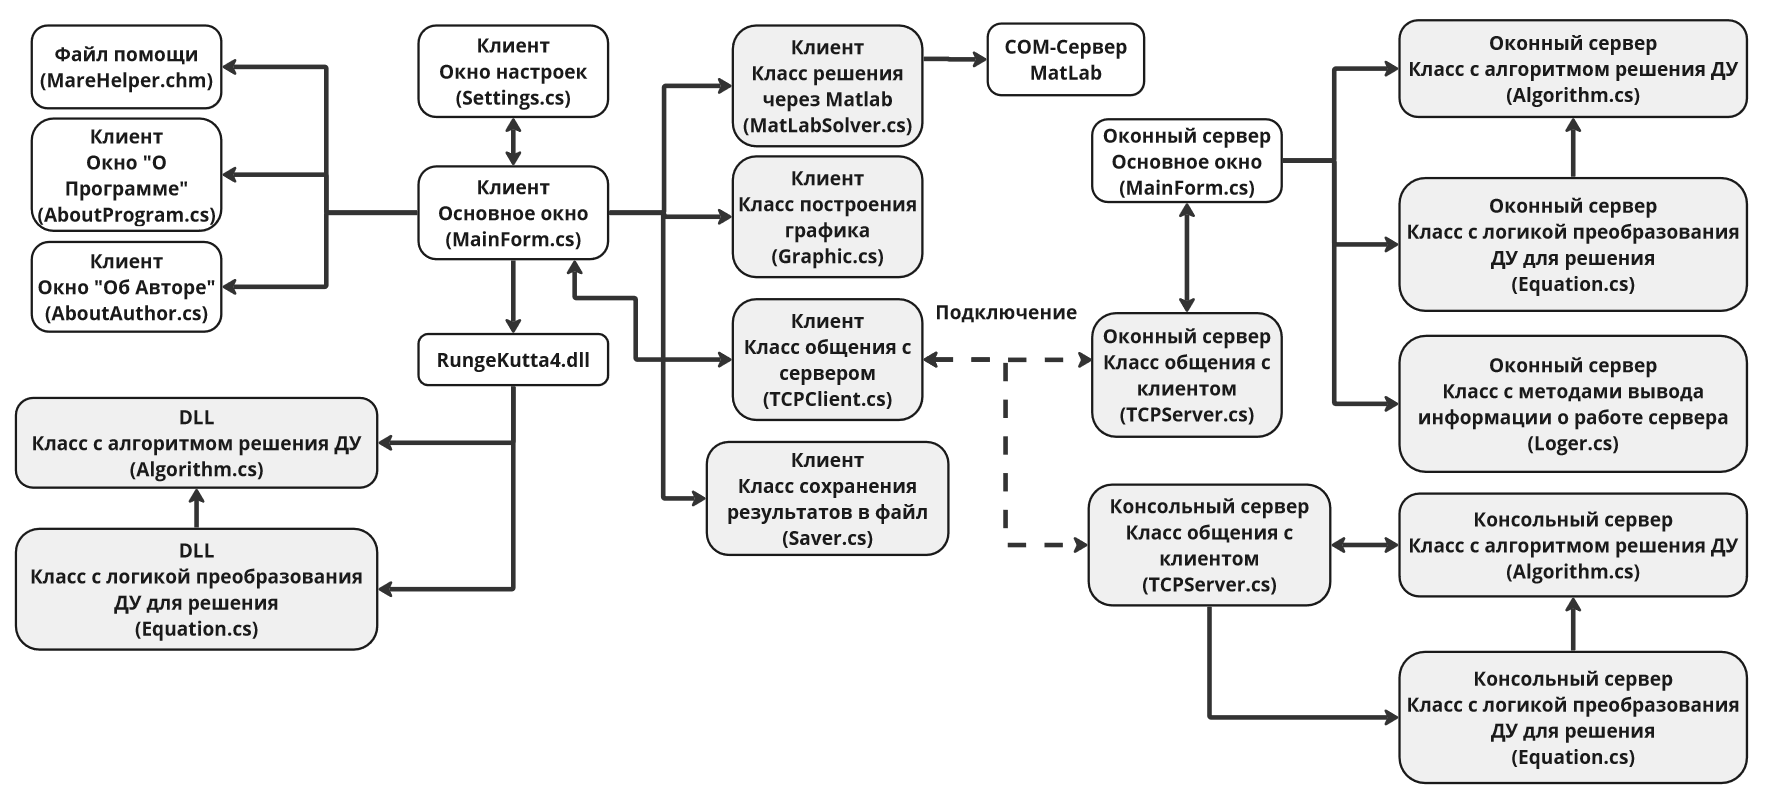 Файл помощи
(MareHelper.chm)
Клиент
Окно "О
Программе"
(AboutProgram.cs)
Клиент
Окно "Об Авторе"
(AboutAuthor.cs)
Клиент
Окно настроек
(Settings.cs)
Клиент
Основное окно
(MainForm.cs)
RungeKutta4.dll
DLL
Класс с алгоритмом решения ДУ
(Algorithm.cs)
DLL
Класс с логикой преобразования
ДУ для решения
(Equation.cs)
Клиент
Класс решения
через Matlab
(MatLabSolver.cs)
COM-Сервер
MatLab
Клиент
Класс построения
графика
(Graphic.cs)
Клиент
Класс общения с
сервером
(TCPClient.cs)
Подключение
Клиент
Класс сохранения
результатов в файл
(Saver.cs)
Оконный сервер
Основное окно
(MainForm.cs)
Оконный сервер
Класс общения с
клиентом
(TCPServer.cs)
Консольный сервер
Класс общения с
клиентом
(TCPServer.cs)
Оконный сервер
Класс с алгоритмом решения ДУ
(Algorithm.cs)
Оконный сервер
Класс с логикой преобразования
ДУ для решения
(Equation.cs)
Оконный сервер
Класс с методами вывода
информации о работе сервера
(Loger.cs)
Консольный сервер
Класс с алгоритмом решения ДУ
(Algorithm.cs)
Консольный сервер
Класс с логикой преобразования
ДУ для решения
(Equation.cs)